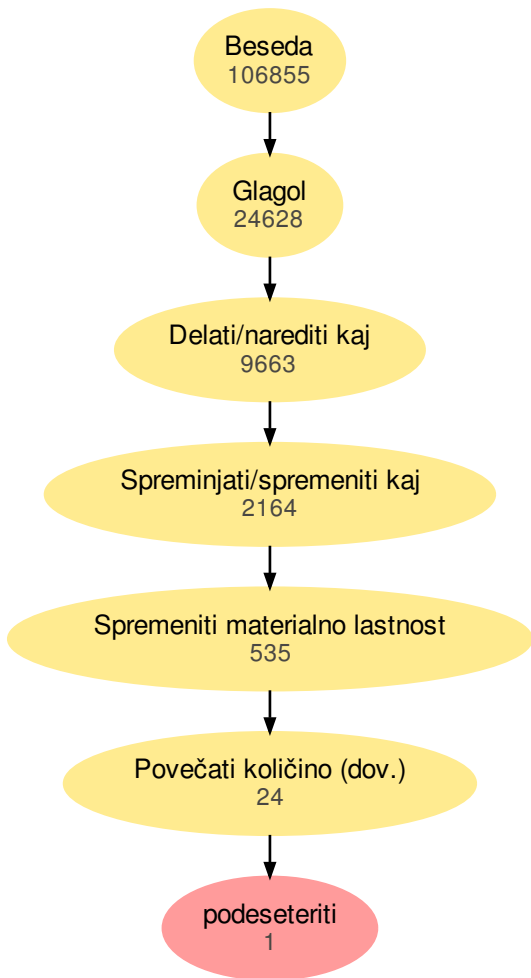 Beseda
106855
Glagol
24628
Delati/narediti kaj
9663
Spreminjati/spremeniti kaj
2164
Spremeniti materialno lastnost
535
Povečati količino (dov.)
24
podeseteriti
1